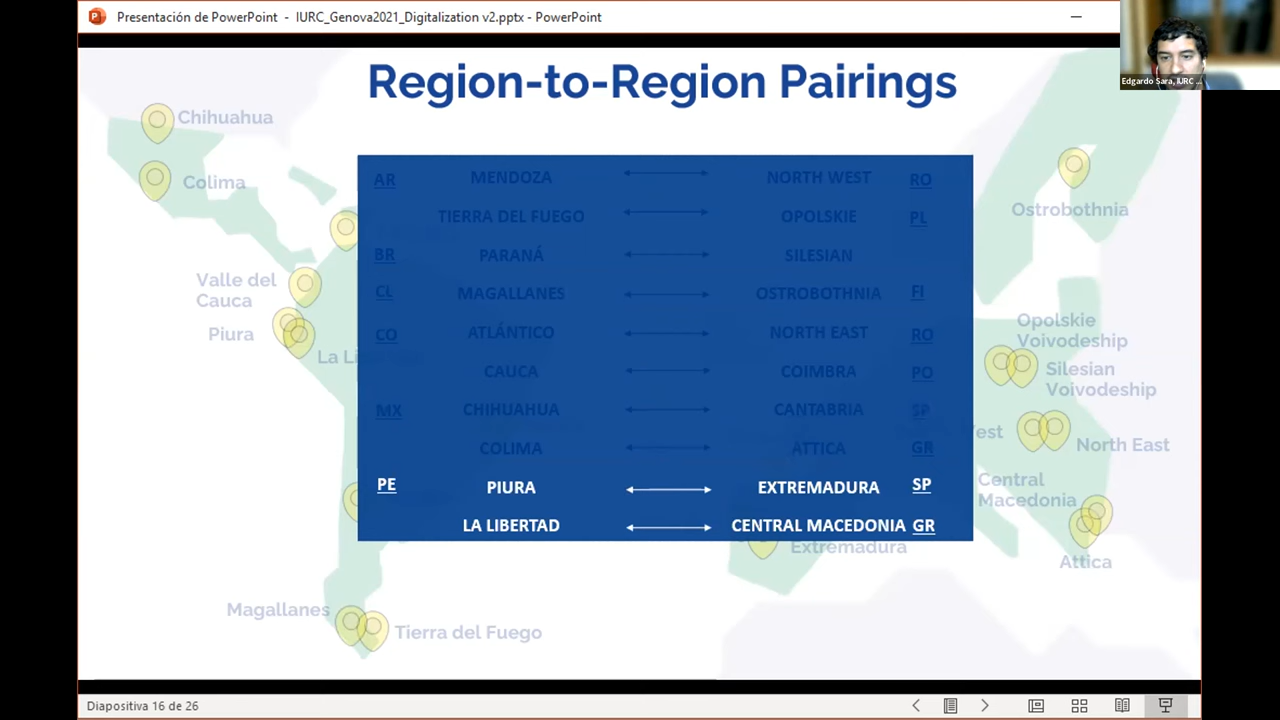 Presentación de PowerPoint - IURC_Genova2021_Digitalization v2.pptx - PowerPoint
Edgardo Sara, IURC ...
Region-to-Region Pairings
Chihuahua
Colima
Valle del
Cauca
Piura
La Li
AR MENDOZA NORTH WEST RO
TIERRA DEL FUEGO OPOLSKIE PL
BR PARANÁ SILESIAN
CL MAGALLANES OSTROBOTHNIA FI
CO ATLÁNTICO NORTH EAST RO
CAUCA COIMBRA PO
MX CHIHUAHUA CANTABRIA SP
COLIMA ATTICA GR
PE PIURA EXTREMADURA SP
LA LIBERTAD CENTRAL MACEDONIA GR
Ostrobothnia
Opolskie
Voivodeship
Silesian
Voivodeship
est
North East
Central
Macedonia
Extremadura
Attica
Magallanes
Tierra del Fuego
Diapositiva 16 de 26